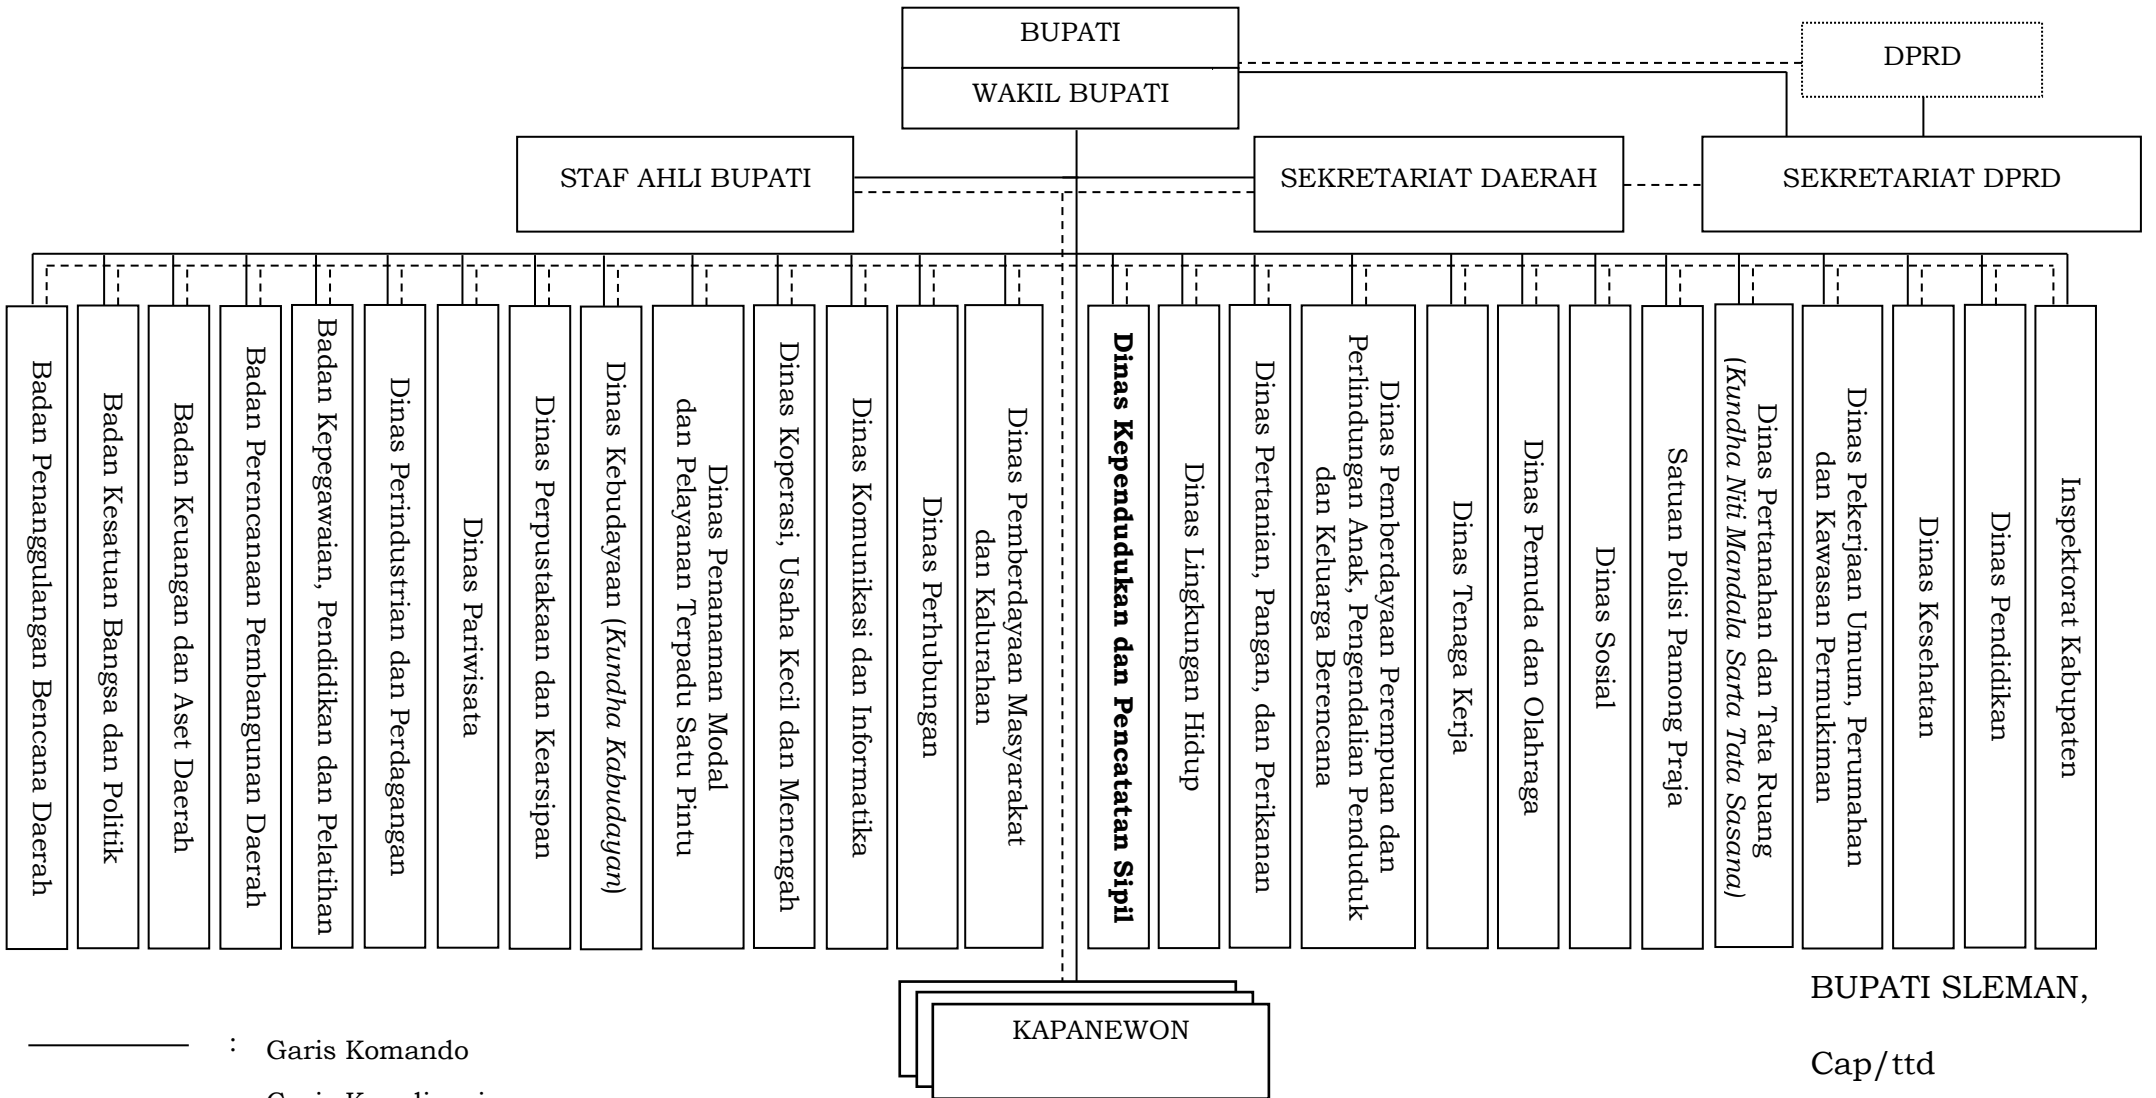 BUPATI
WAKIL BUPATI
DPRD
STAF AHLI BUPATI
SEKRETARIAT DAERAH
SEKRETARIAT DPRD
Badan Penanggulangan Bencana Daerah
Badan Kesatuan Bangsa dan Politik
Badan Keuangan dan Aset Daerah
Badan Perencanaan Pembangunan Daerah
Badan Kepegawaian, Pendidikan dan Pelatihan
Dinas Perindustrian dan Perdagangan
Dinas Pariwisata
Dinas Perpustakaan dan Kearsipan
Dinas Kebudayaan (Kundha Kabudayan)
Dinas Penanaman Modal
dan Pelayanan Terpadu Satu Pintu
Dinas Koperasi, Usaha Kecil dan Menengah
Dinas Komunikasi dan Informatika
Dinas Perhubungan
Dinas Pemberdayaan Masyarakat
dan Kalurahan
Dinas Kependudukan dan Pencatatan Sipil
Dinas Lingkungan Hidup
Dinas Pertanian, Pangan, dan Perikanan
Dinas Pemberdayaan Perempuan dan
Perlindungan Anak, Pengendalian Penduduk
dan Keluarga Berencana
Dinas Tenaga Kerja
Dinas Pemuda dan Olahraga
Dinas Sosial
Satuan Polisi Pamong Praja
Dinas Pertanahan dan Tata Ruang
(Kundha Niti Mandala Sarta Tata Sasana)
Dinas Pekerjaan Umum, Perumahan
dan Kawasan Permukiman
Dinas Kesehatan
Dinas Pendidikan
Inspektorat Kabupaten
KAPANEWON
BUPATI SLEMAN,
Cap/ttd
: Garis Komando